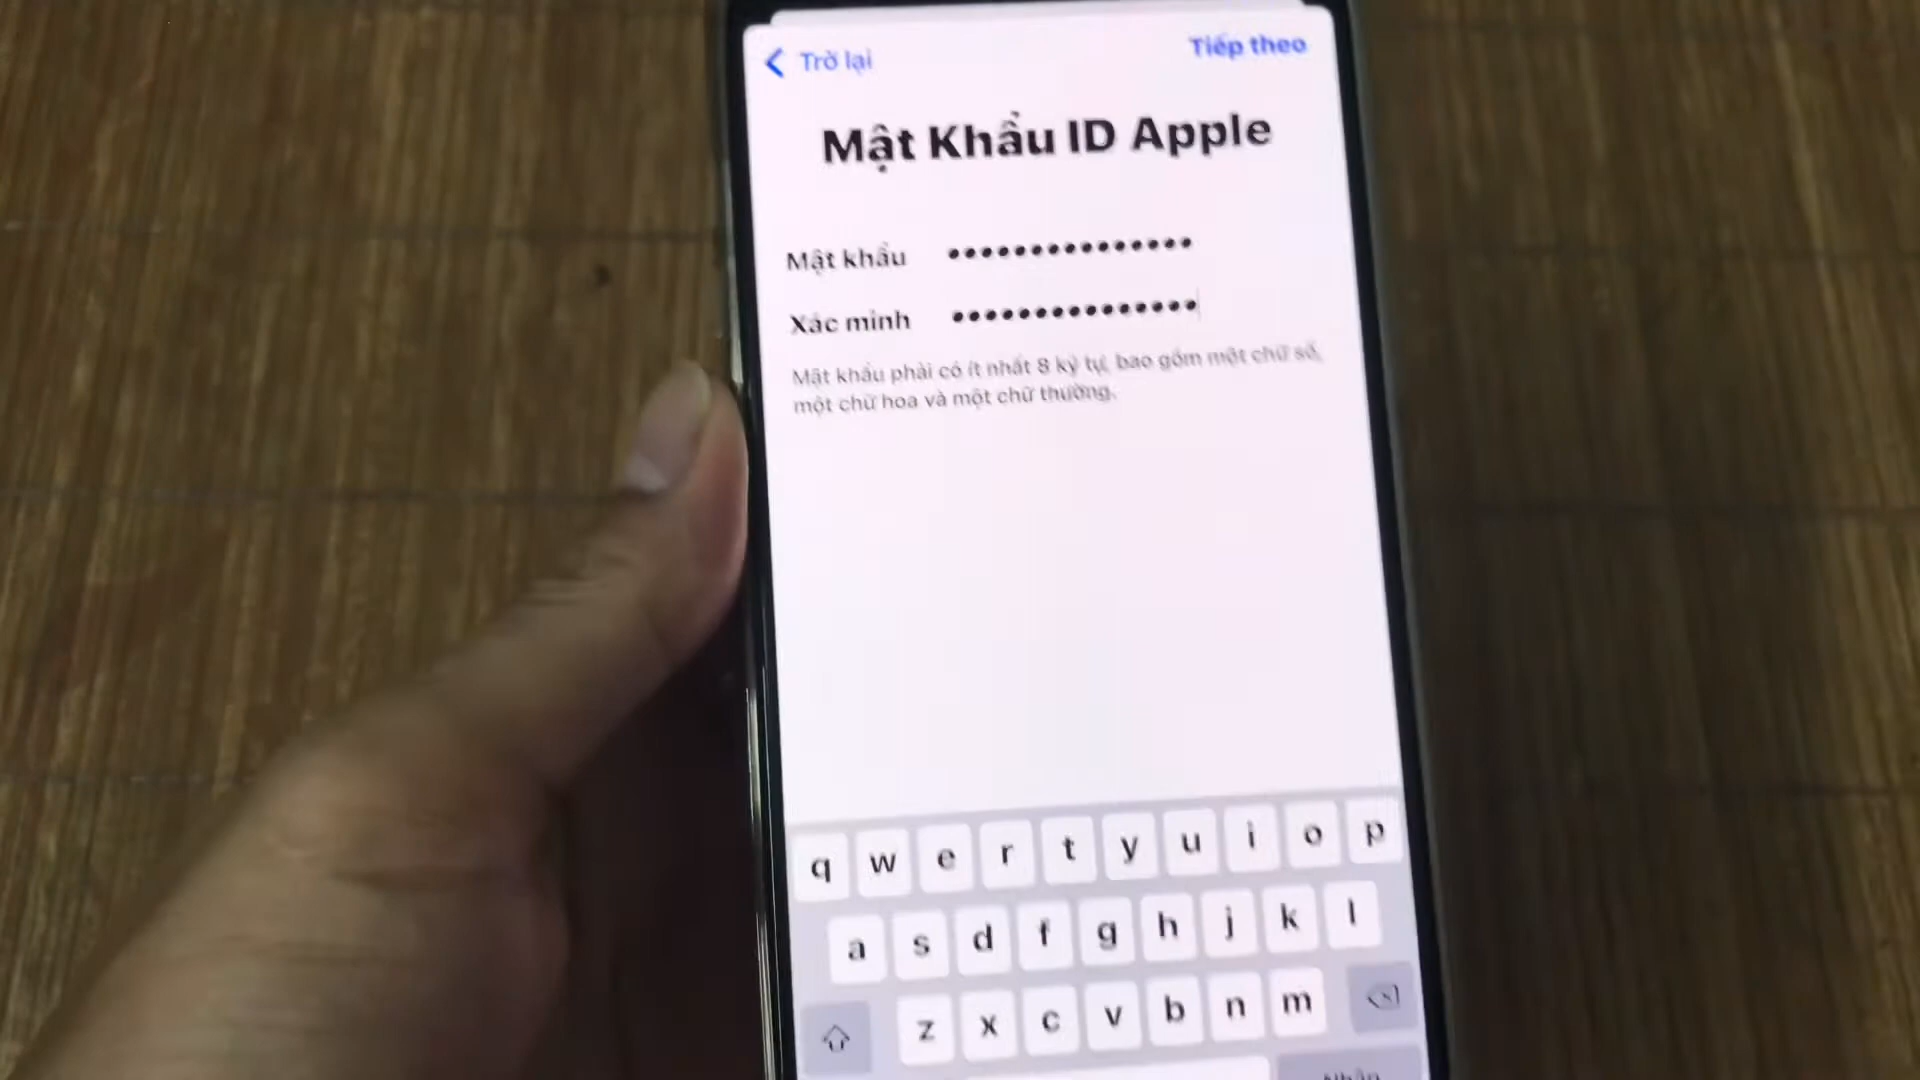 Trở lại
Tiếp theo
Mật Khẩu ID Apple
Mật khẩu •••••••••••••••
Xác minh •••••••••••••••
Mật khẩu phải có ít nhất 8 ký tự, bao gồm một chữ số,
một chữ hoa và một chữ thường.
q w e r t y u i o p
a s d f g h j k l
z x c v b n m